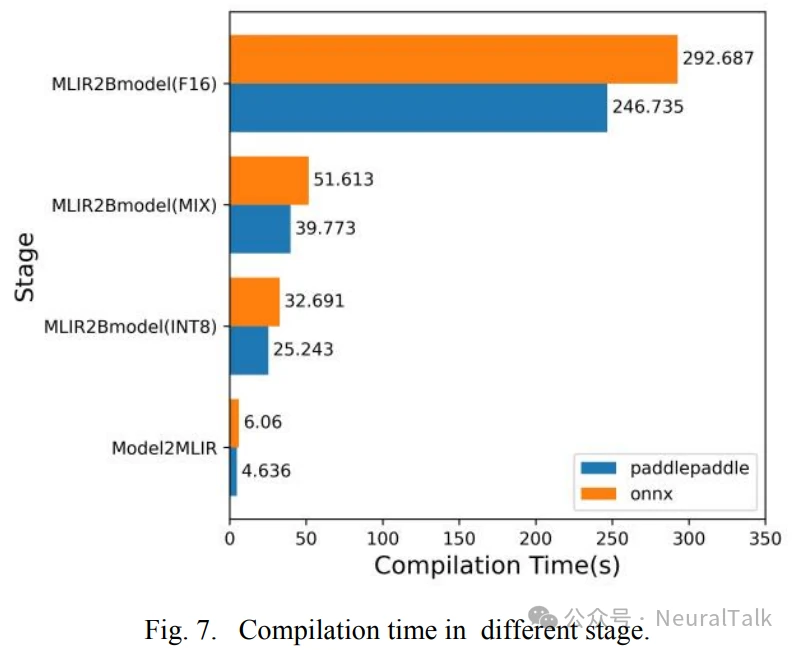 MLIR2Bmodel(F16)
292.687
246.735
MLIR2Bmodel(MIX)
51.613
39.773
MLIR2Bmodel(INT8)
32.691
25.243
Model2MLIR
6.06
4.636
Stage
paddlepaddle
onnx
0 50 100 150 200 250 300 350
Compilation Time(s)
公众号 · NeuralTalk
Fig. 7. Compilation time in different stage.